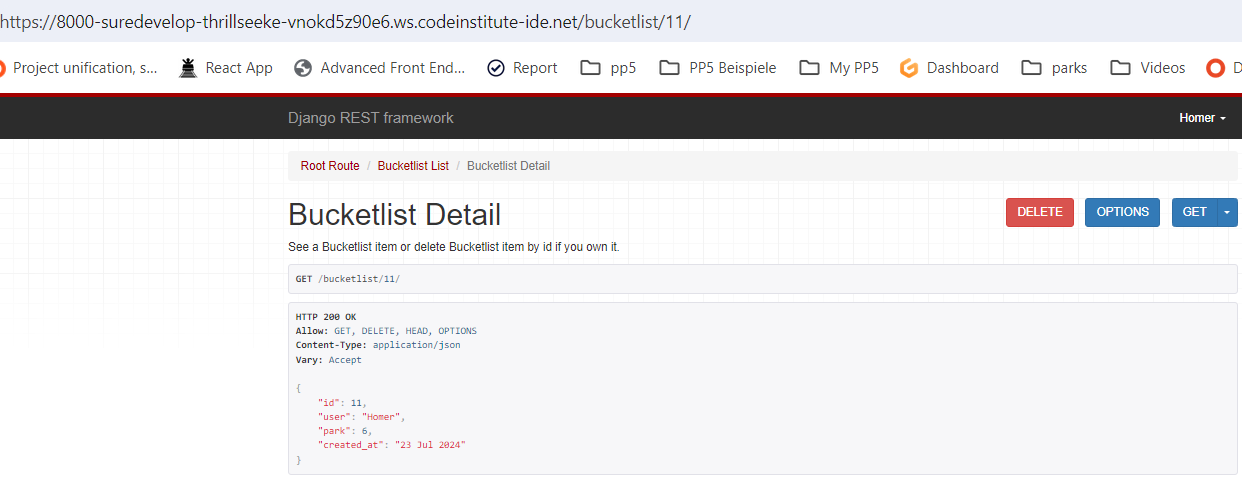 https://8000-suredevelop-thrillseeke-vnokd5z90e6.ws.codeinstitute-ide.net/bucketlist/11/
Project unification, s... React App Advanced Front End... Report pp5 PP5 Beispiele My PP5 Dashboard parks Videos D
Django REST framework Homer
Root Route / Bucketlist List / Bucketlist Detail
Bucketlist Detail DELETE OPTIONS GET
See a Bucketlist item or delete Bucketlist item by id if you own it.
GET /bucketlist/11/
HTTP 200 OK
Allow: GET, DELETE, HEAD, OPTIONS
Content-Type: application/json
Vary: Accept
{
"id": 11,
"user": "Homer",
"park": 6,
"created_at": "23 Jul 2024"
}